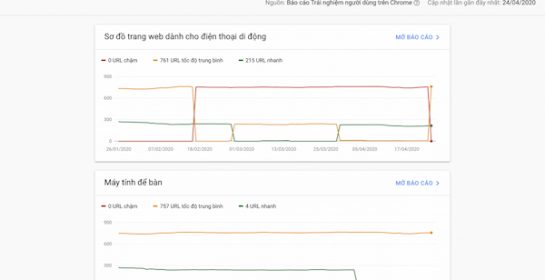 Nguồn: Báo cáo Trải nghiệm người dùng trên Chrome Cập nhật lần gần đây nhất: 24/04/2020
Sơ đồ trang web dành cho điện thoại di động MỞ BÁO CÁO
0 URL chậm 761 URL tốc độ trung bình 215 URL nhanh
900
600
300
0
26/01/2020 07/02/2020 18/02/2020 01/03/2020 13/03/2020 25/03/2020 05/04/2020 17/04/2020
Máy tính để bàn MỞ BÁO CÁO
0 URL chậm 757 URL tốc độ trung bình 4 URL nhanh
900
600
300